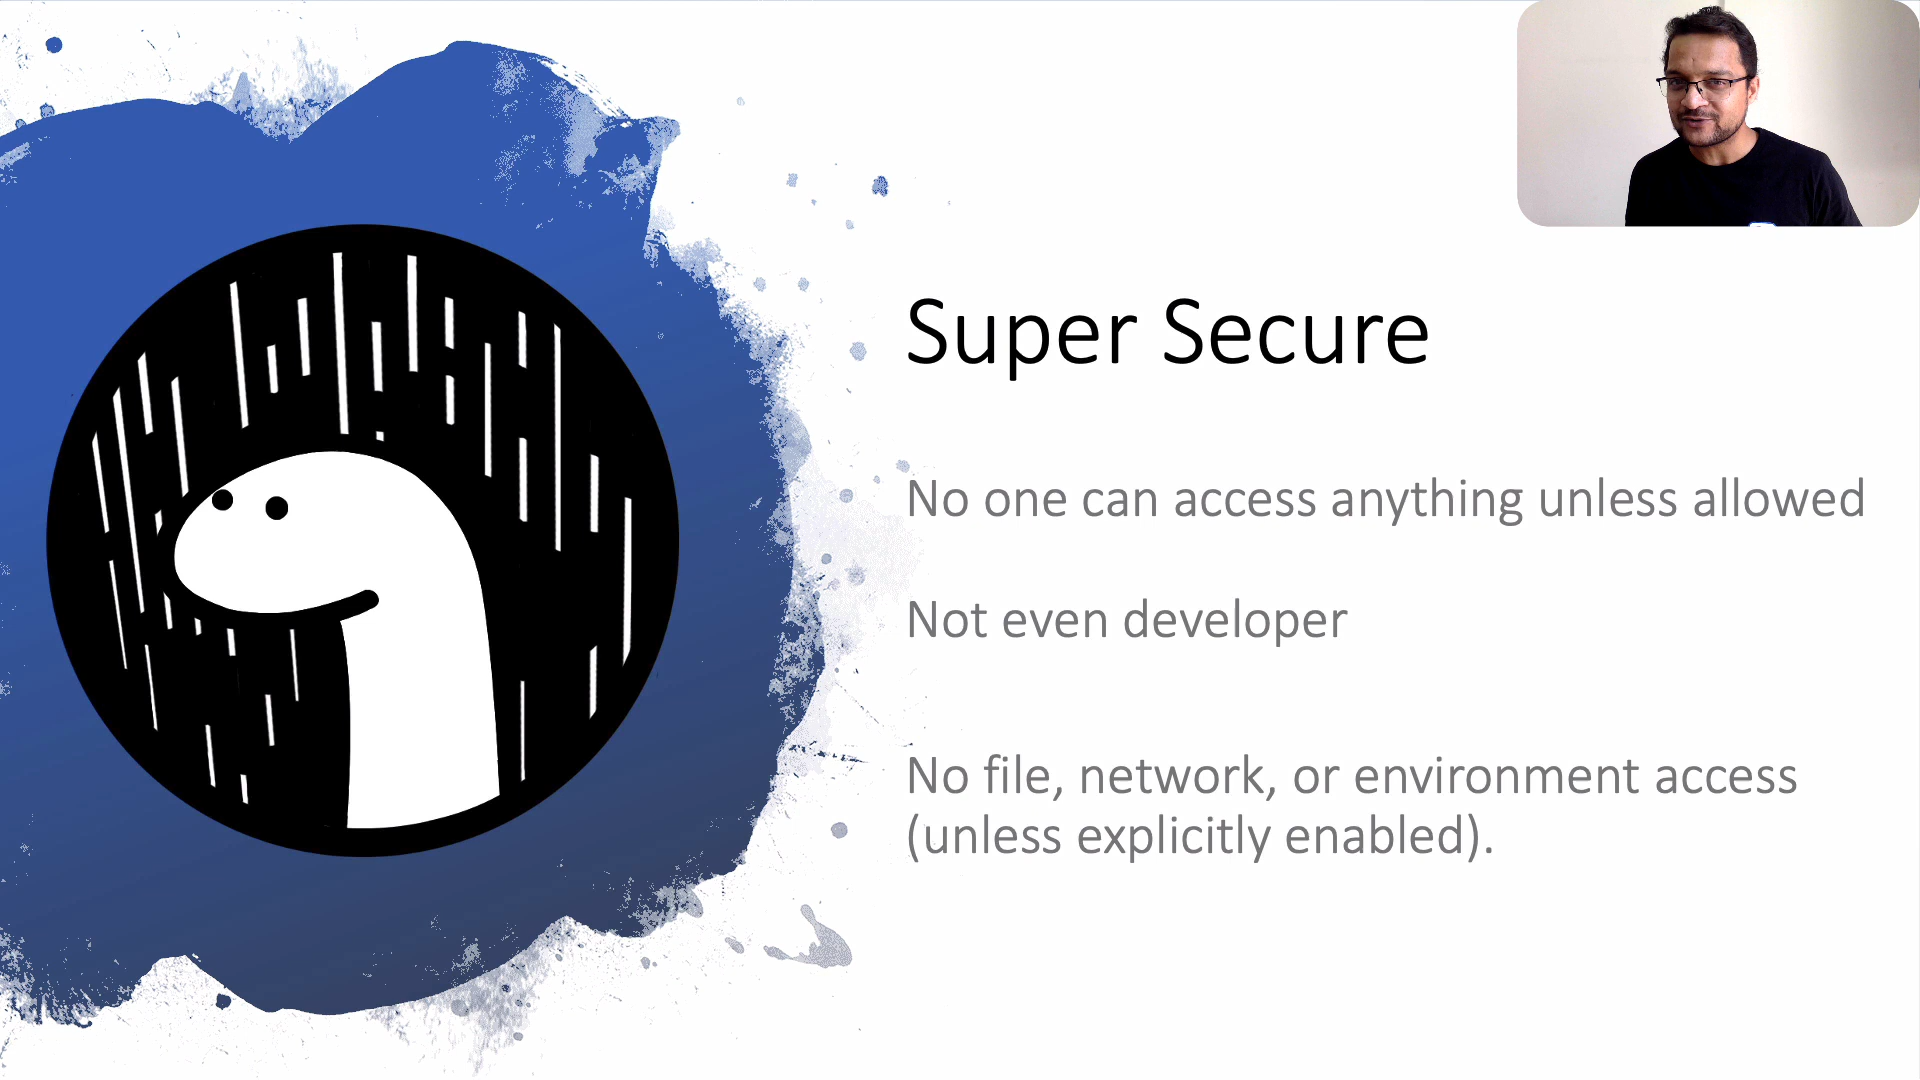 Super Secure
No one can access anything unless allowed
Not even developer
No file, network, or environment access
(unless explicitly enabled).